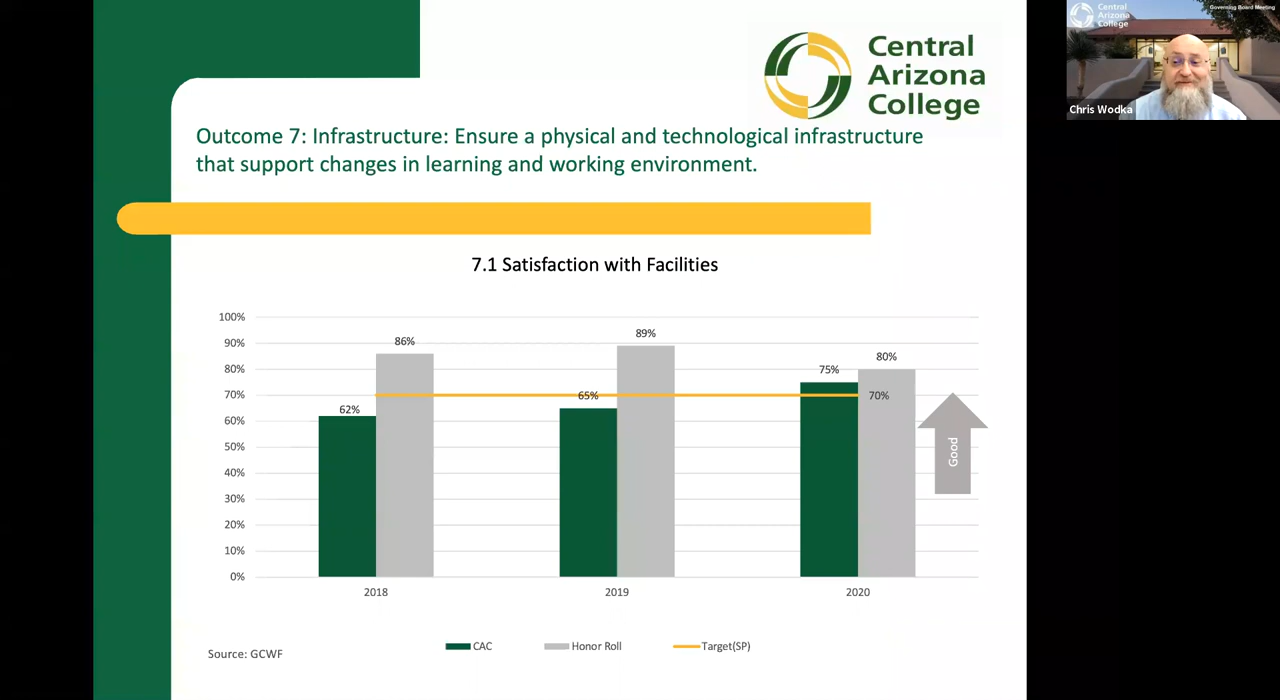 Central
Arizona
College
Outcome 7: Infrastructure: Ensure a physical and technological infrastructure
that support changes in learning and working environment.
7.1 Satisfaction with Facilities
100%
90%
80%
70%
60%
50%
40%
30%
20%
10%
0%
62%
86%
65%
89%
75%
80%
70%
Good
2018
2019
2020
CAC
Honor Roll
Target(SP)
Source: GCWF
Central
Arizona
College
Governing Board Meeting
Chris Wodka